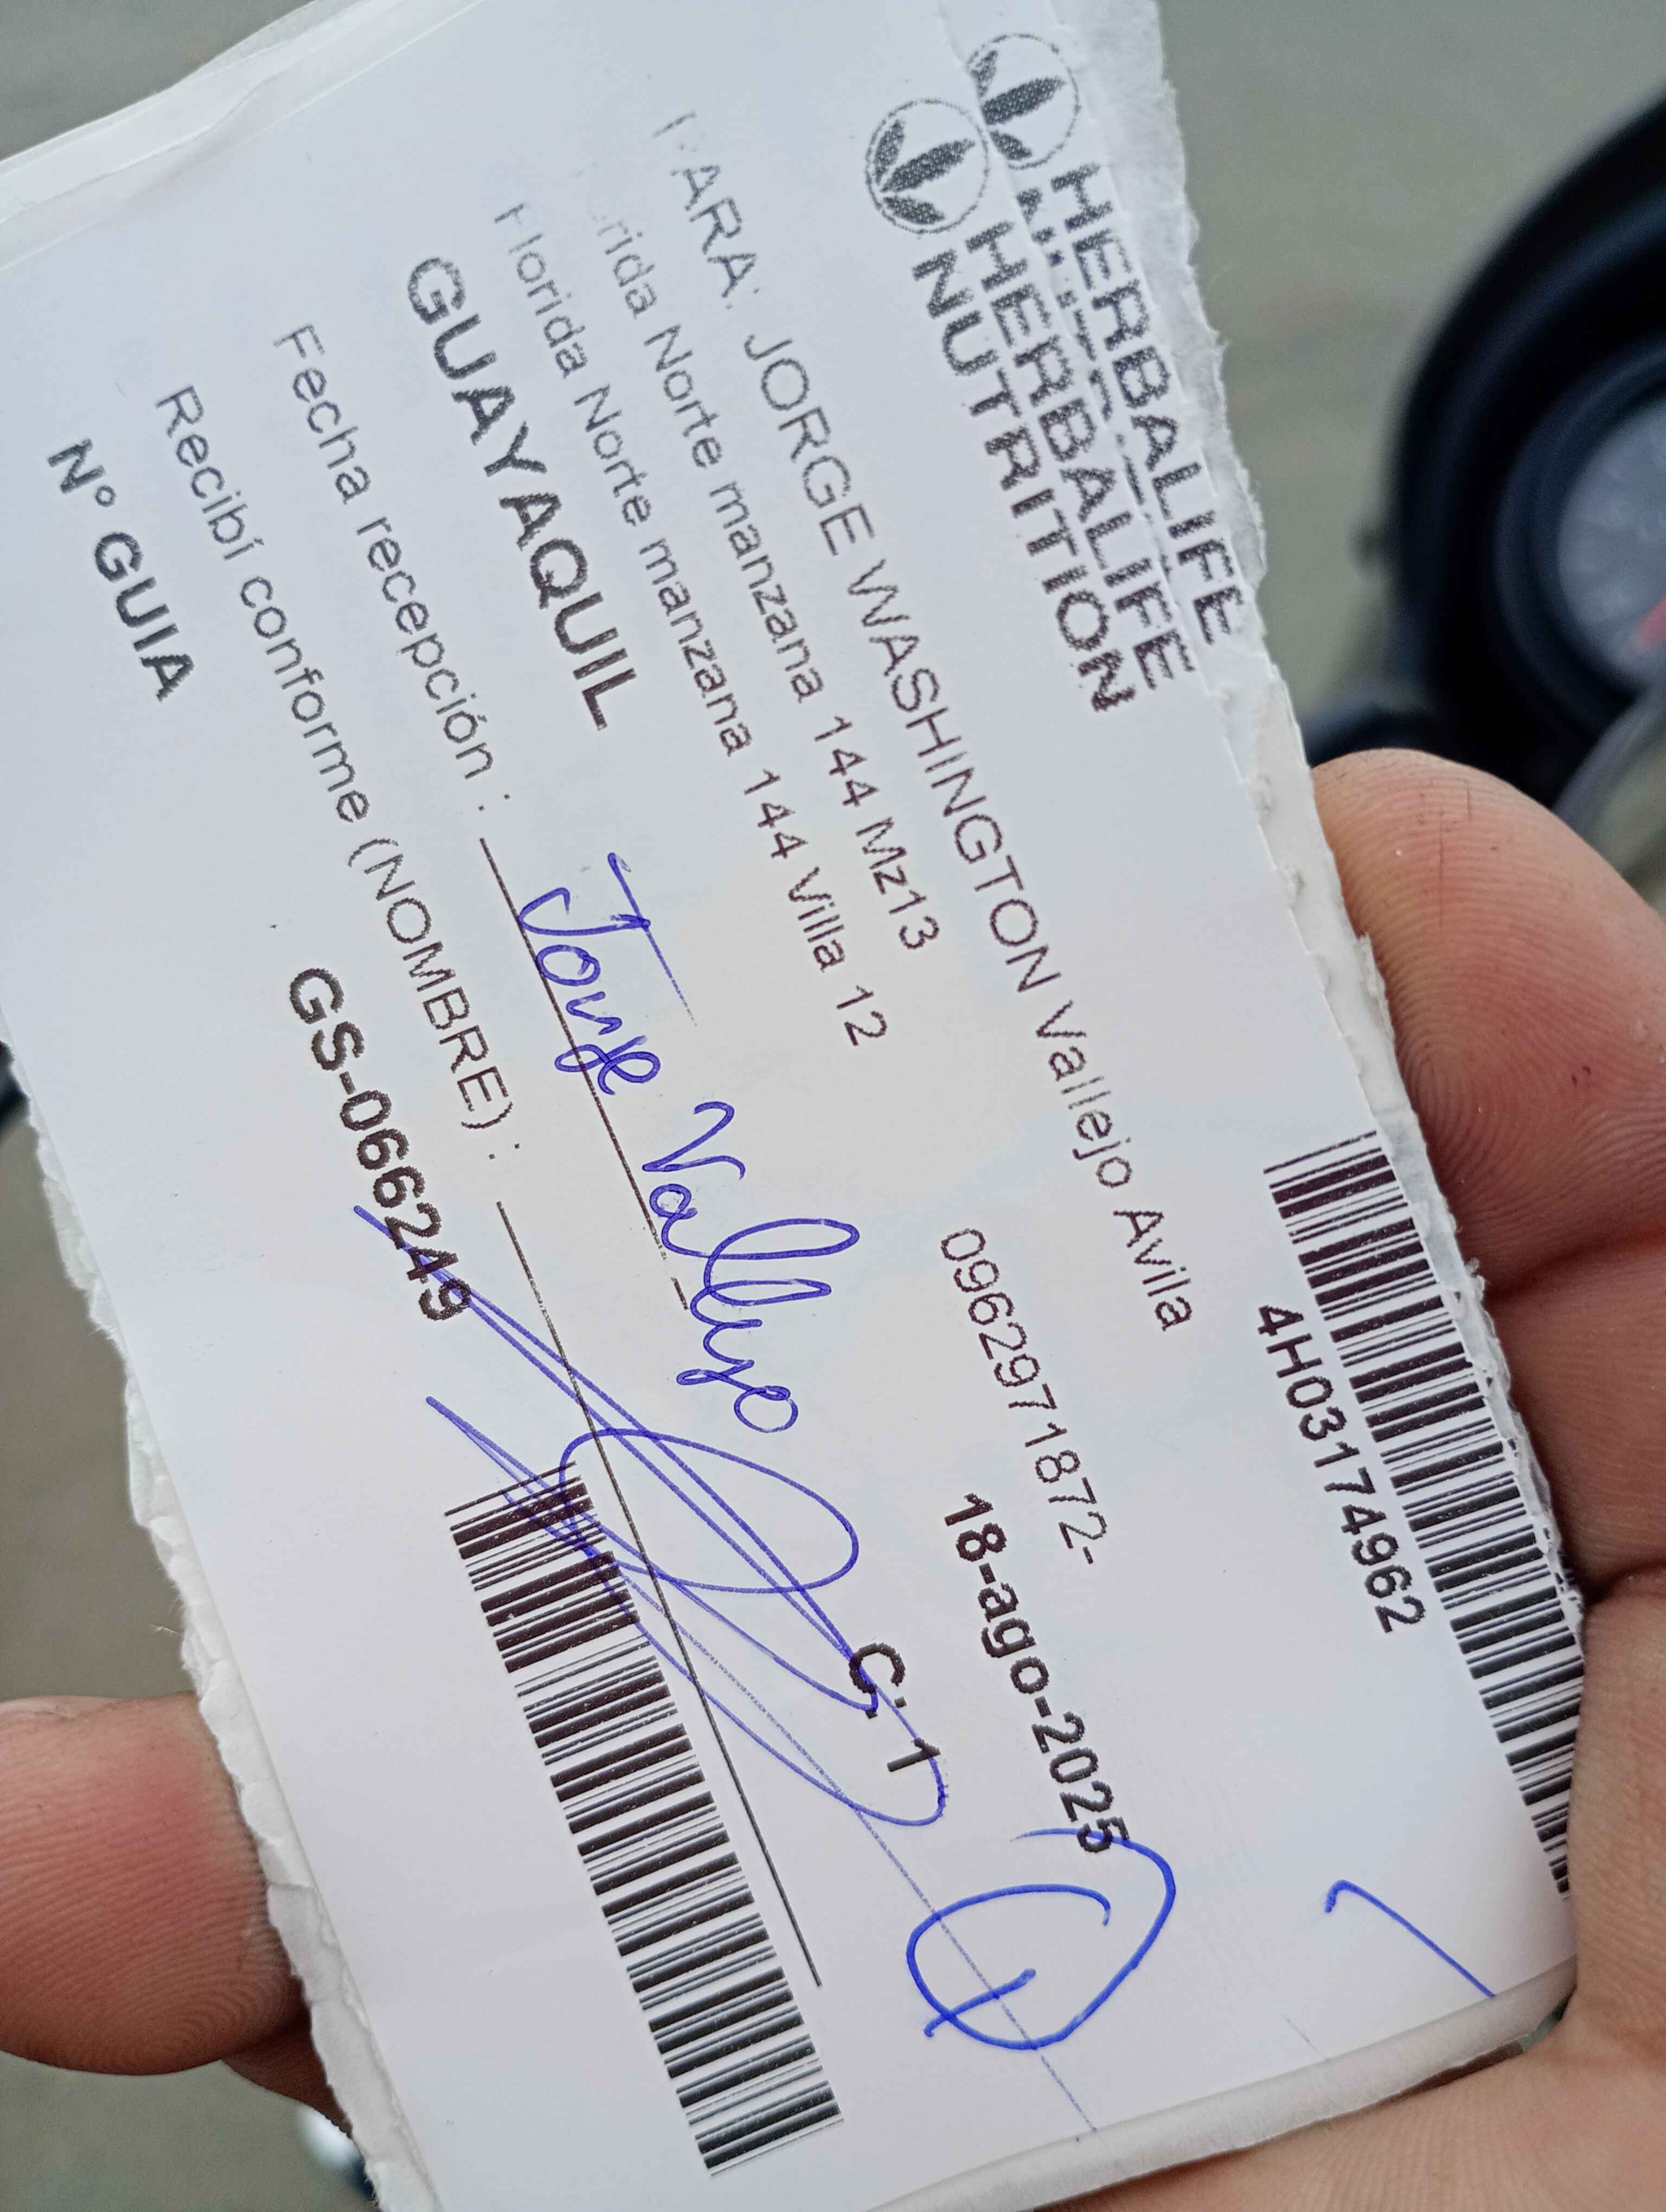 HERBALIFE
HERBALIFE
NUTRITION
4H03174962
PARA: JORGE WASHINGTON Vallejo Avila
rida Norte manzana 144 Mz13
0962971872-
Florida Norte manzana 144 Villa 12
18-ago-2025
GUAYAQUIL
C: 1
Fecha recepción : Jorge Vallejo
Recibí conforme (NOMBRE) :
N° GUIA GS-066249